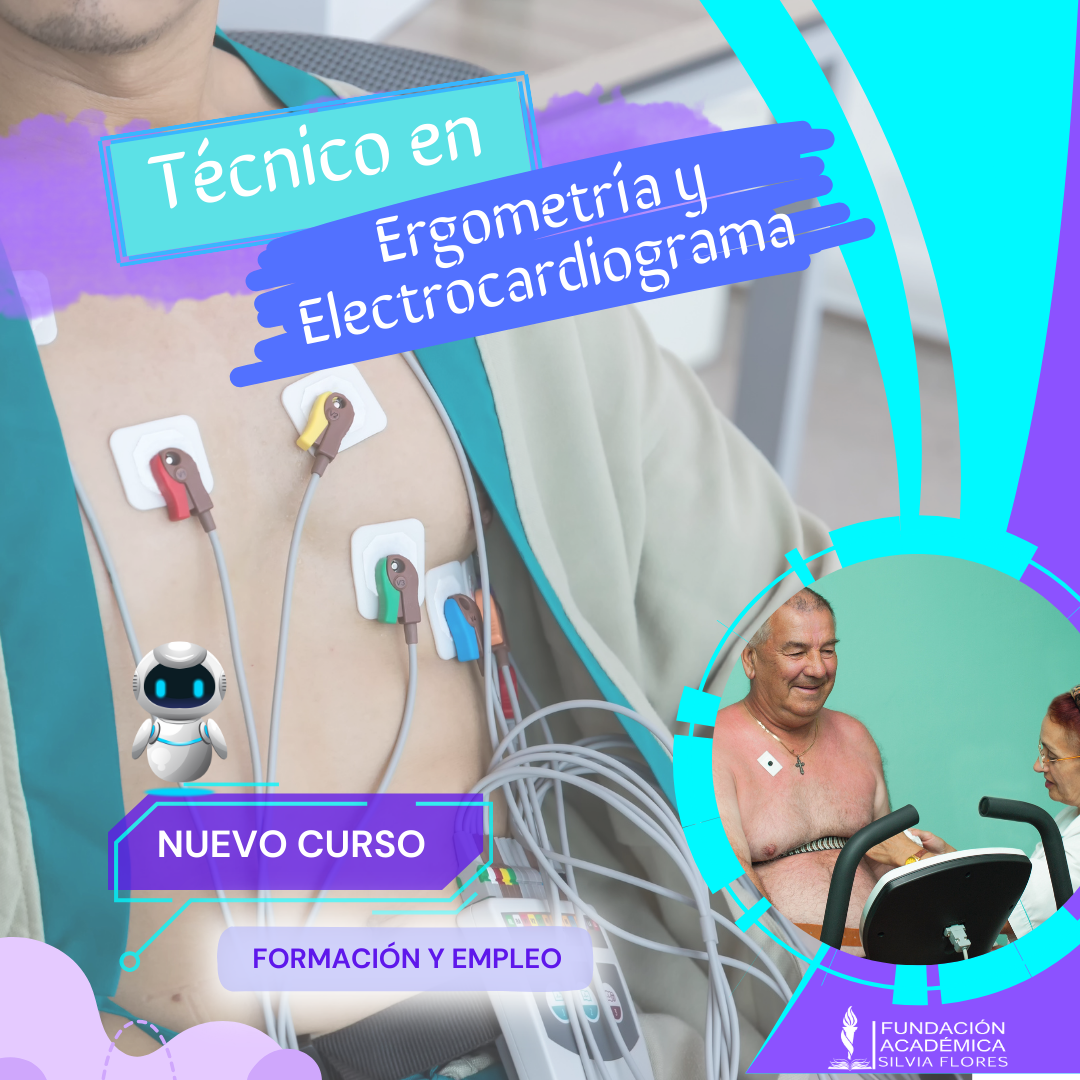 Técnico en
Ergometría y
Electrocardiograma
NUEVO CURSO
FORMACIÓN Y EMPLEO
FUNDACIÓN
ACADÉMICA
SILVIA FLORES